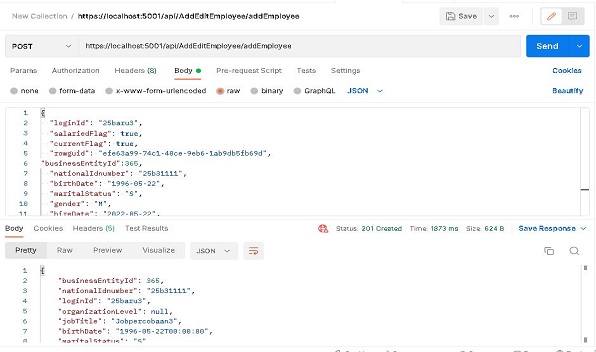 New Collection / https://localhost:5001/api/AddEditEmployee/addEmployee
Save
POST https://localhost:5001/api/AddEditEmployee/addEmployee Send
Params Authorization Headers (8) Body Pre-request Script Tests Settings Cookies
none form-data x-www-form-urlencoded raw binary GraphQL JSON Beautify
1 {
2 "loginId": "25baru3",
3 "salariedFlag": true,
4 "currentFlag": true,
5 "rowguid": "efe63a99-74c1-48ce-9eb6-1ab9db5fb69d",
6 "businessEntityId":365,
7 "nationalIdnumber": "25b31111",
8 "birthDate": "1996-05-22",
9 "maritalStatus": "S",
10 "gender": "M",
11 "hireDate": "2022-05-22",
Body Cookies Headers (5) Test Results Status: 201 Created Time: 1873 ms Size: 624 B Save Response
Pretty Raw Preview Visualize JSON
1 {
2 "businessEntityId": 365,
3 "nationalIdnumber": "25b31111",
4 "loginId": "25baru3",
5 "organizationLevel": null,
6 "jobTitle": "Jobpercobaan3",
7 "birthDate": "1996-05-22T00:00:00",
8 "maritalStatus": "S"